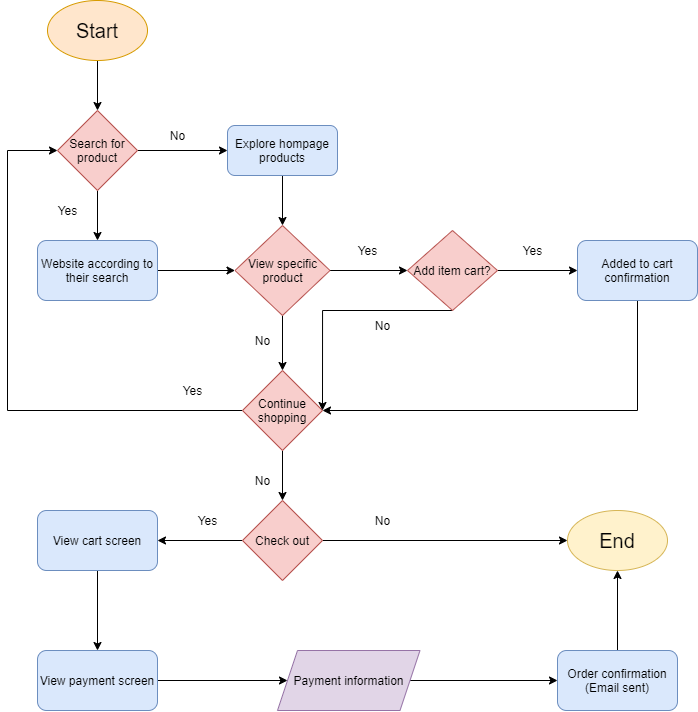 Start
Search for
product
No
Explore hompage
products
Yes
Website according to
their search
View specific
product
Yes
Add item cart?
Yes
Added to cart
confirmation
No
No
Yes
Continue
shopping
No
View cart screen
Yes
Check out
No
End
View payment screen
Payment information
Order confirmation
(Email sent)